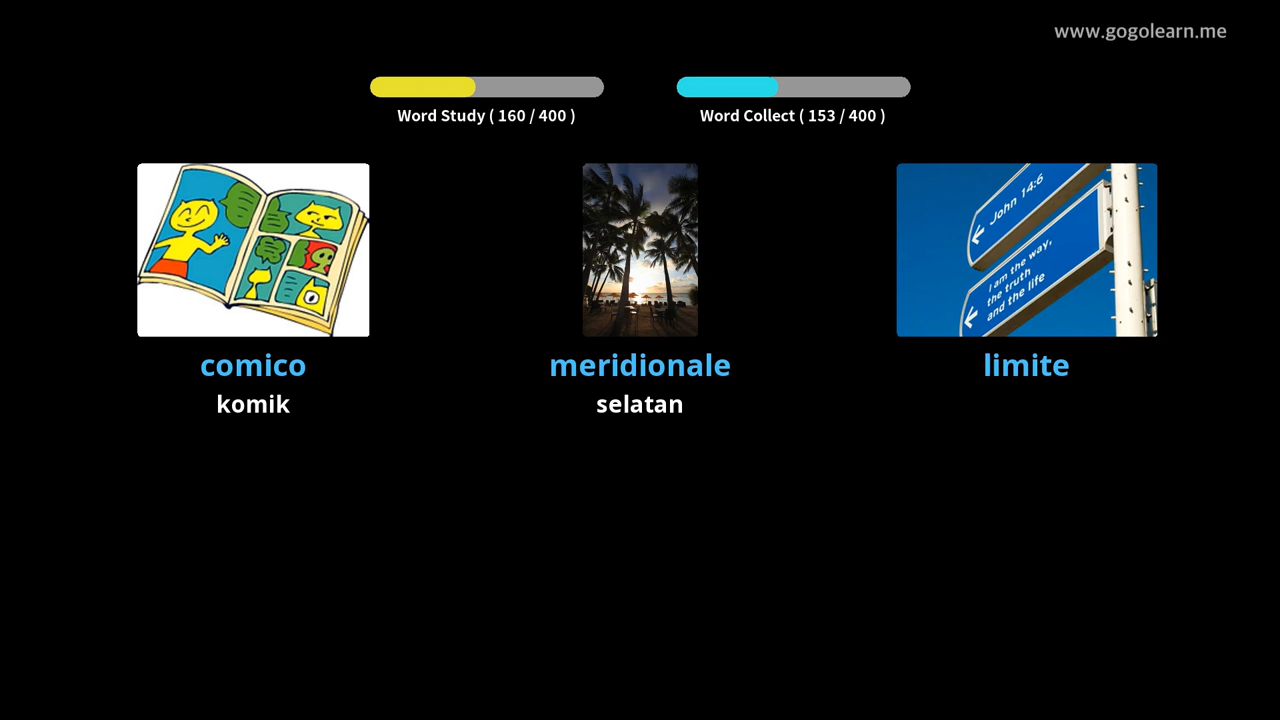 www.gogolearn.me
Word Study ( 160 / 400 )
Word Collect ( 153 / 400 )
John 14:6
I am the way,
the truth
and the life
comico
meridionale
limite
komik
selatan